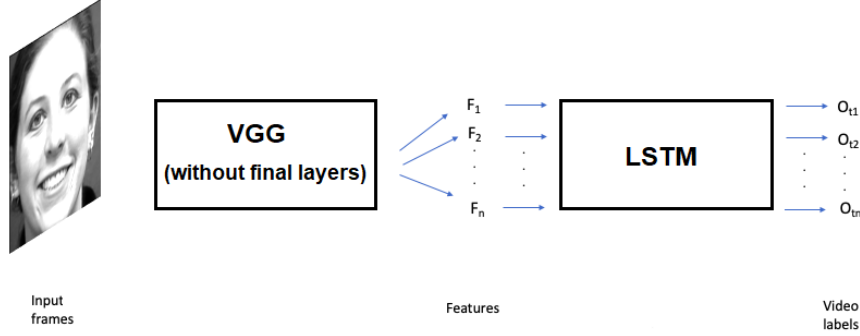 VGG
(without final layers)
F1
F2
Fn
LSTM
Ot1
Ot2
Otn
Input
frames
Features
Video
labels